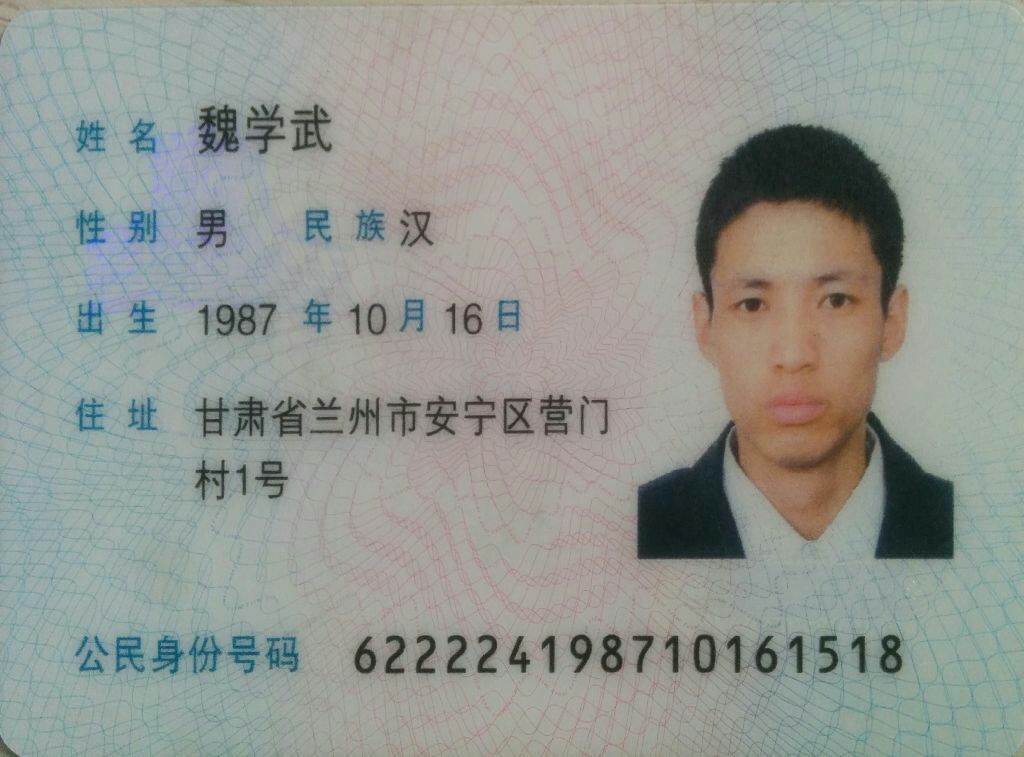 姓名 魏学武
性别 男 民族 汉
出生 1987 年 10 月 16 日
住址 甘肃省兰州市安宁区营门
村1号
公民身份号码 622224198710161518